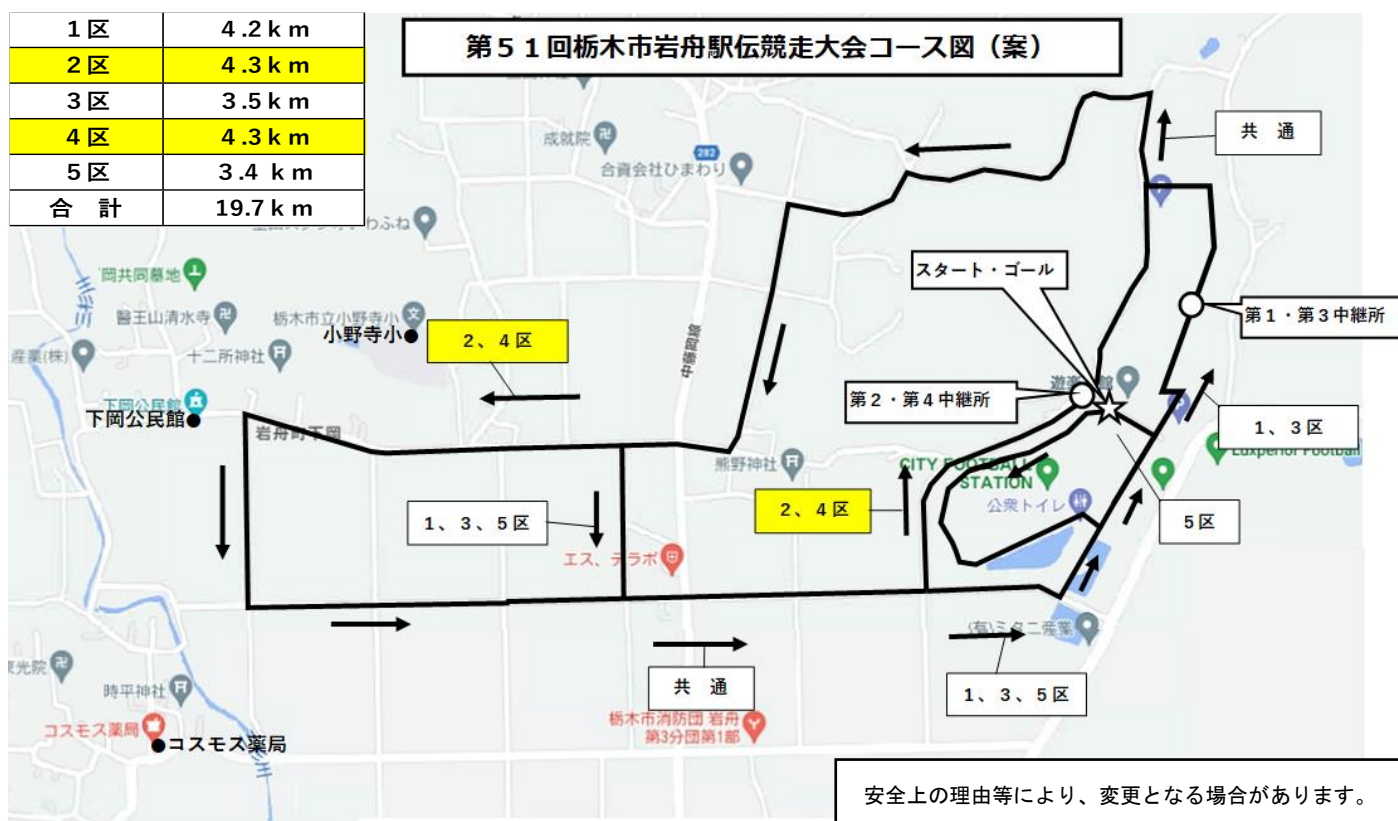 1区 4.2km
2区 4.3km
3区 3.5km
4区 4.3km
5区 3.4 km
合 計 19.7km
第51回栃木市岩舟駅伝競走大会コース図（案）
共 通
成就院
282
合資会社ひまわり
スタート・ゴール
岡共同墓地
醫王山清水寺
栃木市立小野寺小
文
小野寺小
2、4区
中徳岡線
第1・第3中継所
産業(株)
十二所神社
第2・第4中継所
下岡公民館
下岡公民館
岩舟町下岡
1、3区
熊野神社
CITY FOOTBALL
STATION
Luxperior Football
公衆トイレ
2、4区
1、3、5区
5区
エス、テラボ
(有)ミタニ産業
共 通
1、3、5区
時平神社
コスモス薬局
コスモス薬局
栃木市消防団 岩舟
第3分団第1部
安全上の理由等により、変更となる場合があります。